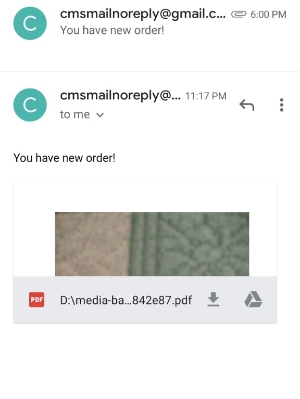 C
cmsmailnoreply@gmail.c... 6:00 PM
You have new order!
C
cmsmailnoreply@... 11:17 PM
to me
You have new order!
PDF D:\media-ba...842e87.pdf